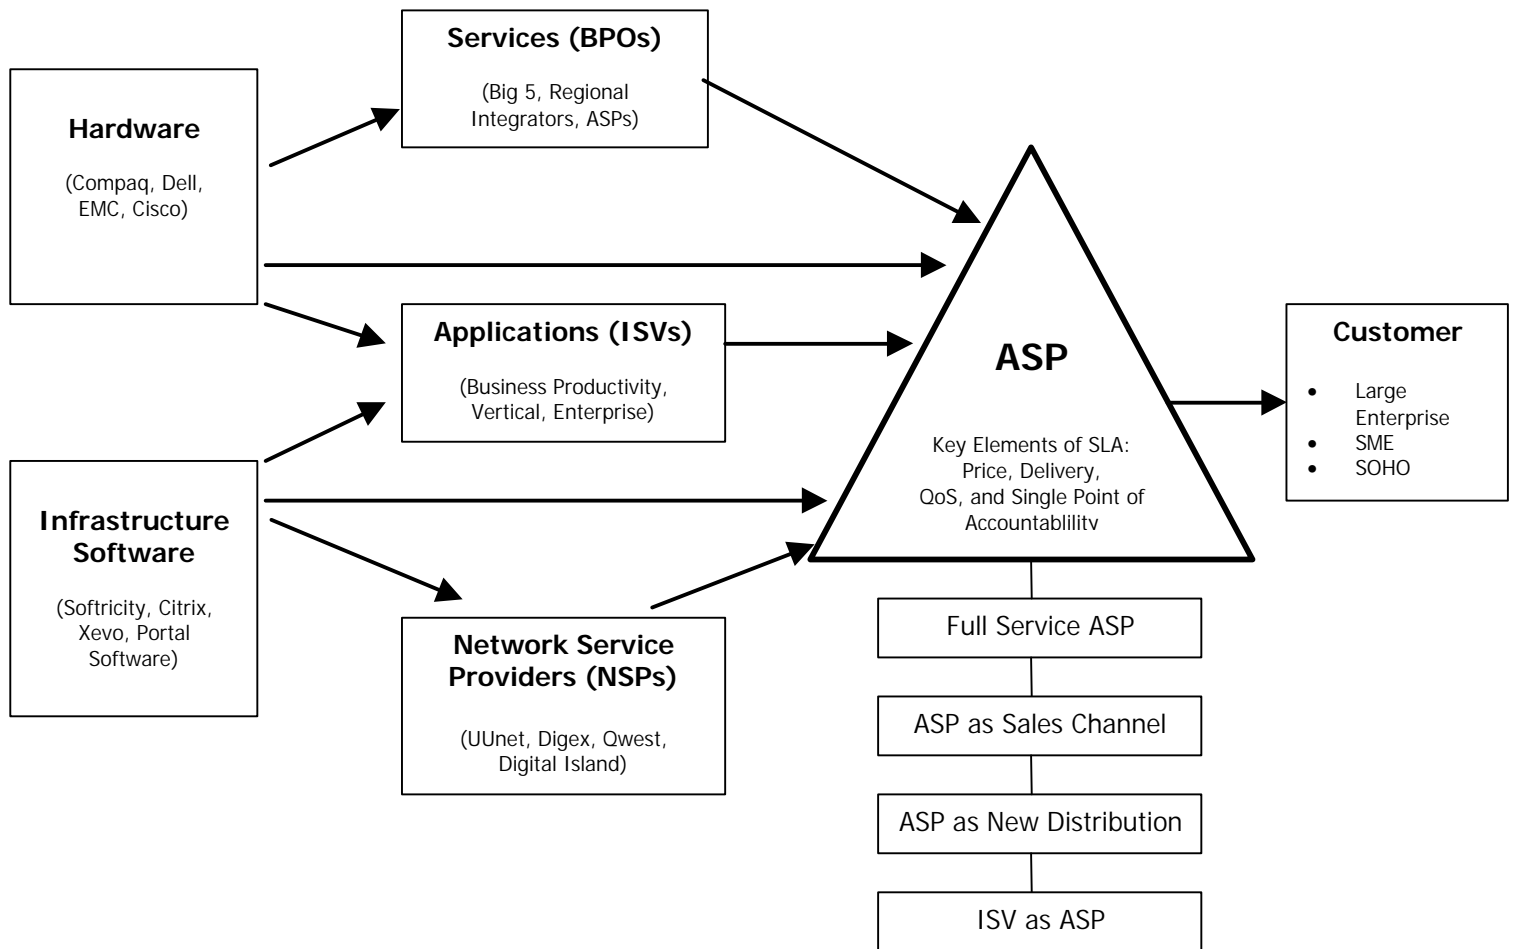 Services (BPOs)
(Big 5, Regional
Integrators, ASPs)
Hardware
(Compaq, Dell,
EMC, Cisco)
Applications (ISVs)
(Business Productivity,
Vertical, Enterprise)
Infrastructure
Software
(Softricity, Citrix,
Xevo, Portal
Software)
Network Service
Providers (NSPs)
(UUnet, Digex, Qwest,
Digital Island)
ASP
Key Elements of SLA:
Price, Delivery,
QoS, and Single Point of
Accountablility
Customer
• Large
Enterprise
• SME
• SOHO
Full Service ASP
ASP as Sales Channel
ASP as New Distribution
ISV as ASP